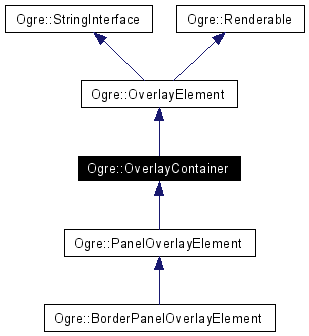 Ogre::StringInterface
Ogre::Renderable
Ogre::OverlayElement
Ogre::OverlayContainer
Ogre::PanelOverlayElement
Ogre::BorderPanelOverlayElement